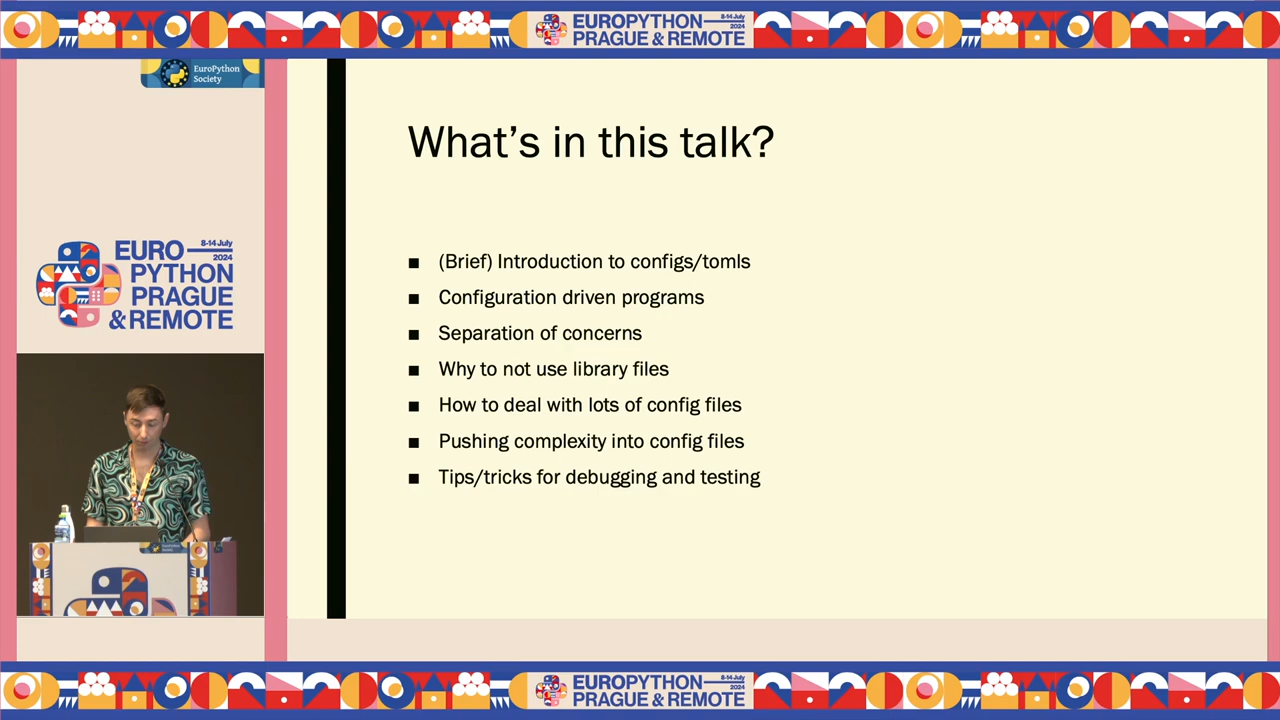 EUROPYTHON
8-14 July
2024
PRAGUE & REMOTE
EuroPython
Society
What's in this talk?
EURO
8-14 July
2024
PYTHON
PRAGUE
& REMOTE
■ (Brief) Introduction to configs/tomls
■ Configuration driven programs
■ Separation of concerns
■ Why to not use library files
■ How to deal with lots of config files
■ Pushing complexity into config files
■ Tips/tricks for debugging and testing
EuroPython
Society
EUROPYTHON
8-14 July
2024
PRAGUE & REMOTE